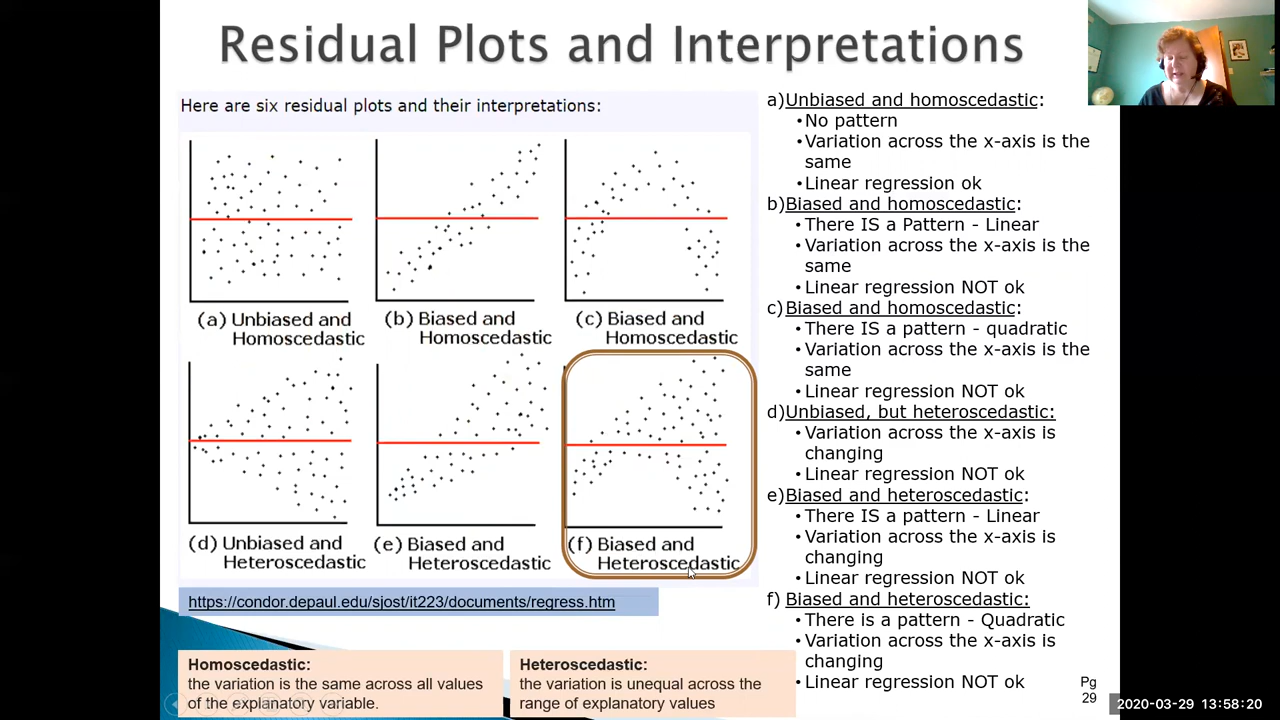 Residual Plots and Interpretations
Here are six residual plots and their interpretations:
(a) Unbiased and
Homoscedastic
(b) Biased and
Homoscedastic
(c) Biased and
Homoscedastic
(d) Unbiased and
Heteroscedastic
(e) Biased and
Heteroscedastic
(f) Biased and
Heteroscedastic
https://condor.depaul.edu/sjost/it223/documents/regress.htm
Homoscedastic:
the variation is the same across all values
of the explanatory variable.
Heteroscedastic:
the variation is unequal across the
range of explanatory values
a)Unbiased and homoscedastic:
•No pattern
•Variation across the x-axis is the
same
•Linear regression ok
b)Biased and homoscedastic:
•There IS a Pattern - Linear
•Variation across the x-axis is the
same
•Linear regression NOT ok
c)Biased and homoscedastic:
•There IS a pattern - quadratic
•Variation across the x-axis is the
same
•Linear regression NOT ok
d)Unbiased, but heteroscedastic:
•Variation across the x-axis is
changing
•Linear regression NOT ok
e)Biased and heteroscedastic:
•There IS a pattern - Linear
•Variation across the x-axis is
changing
•Linear regression NOT ok
f) Biased and heteroscedastic:
•There is a pattern - Quadratic
•Variation across the x-axis is
changing
•Linear regression NOT ok
Pg
29
2020-03-29 13:58:20